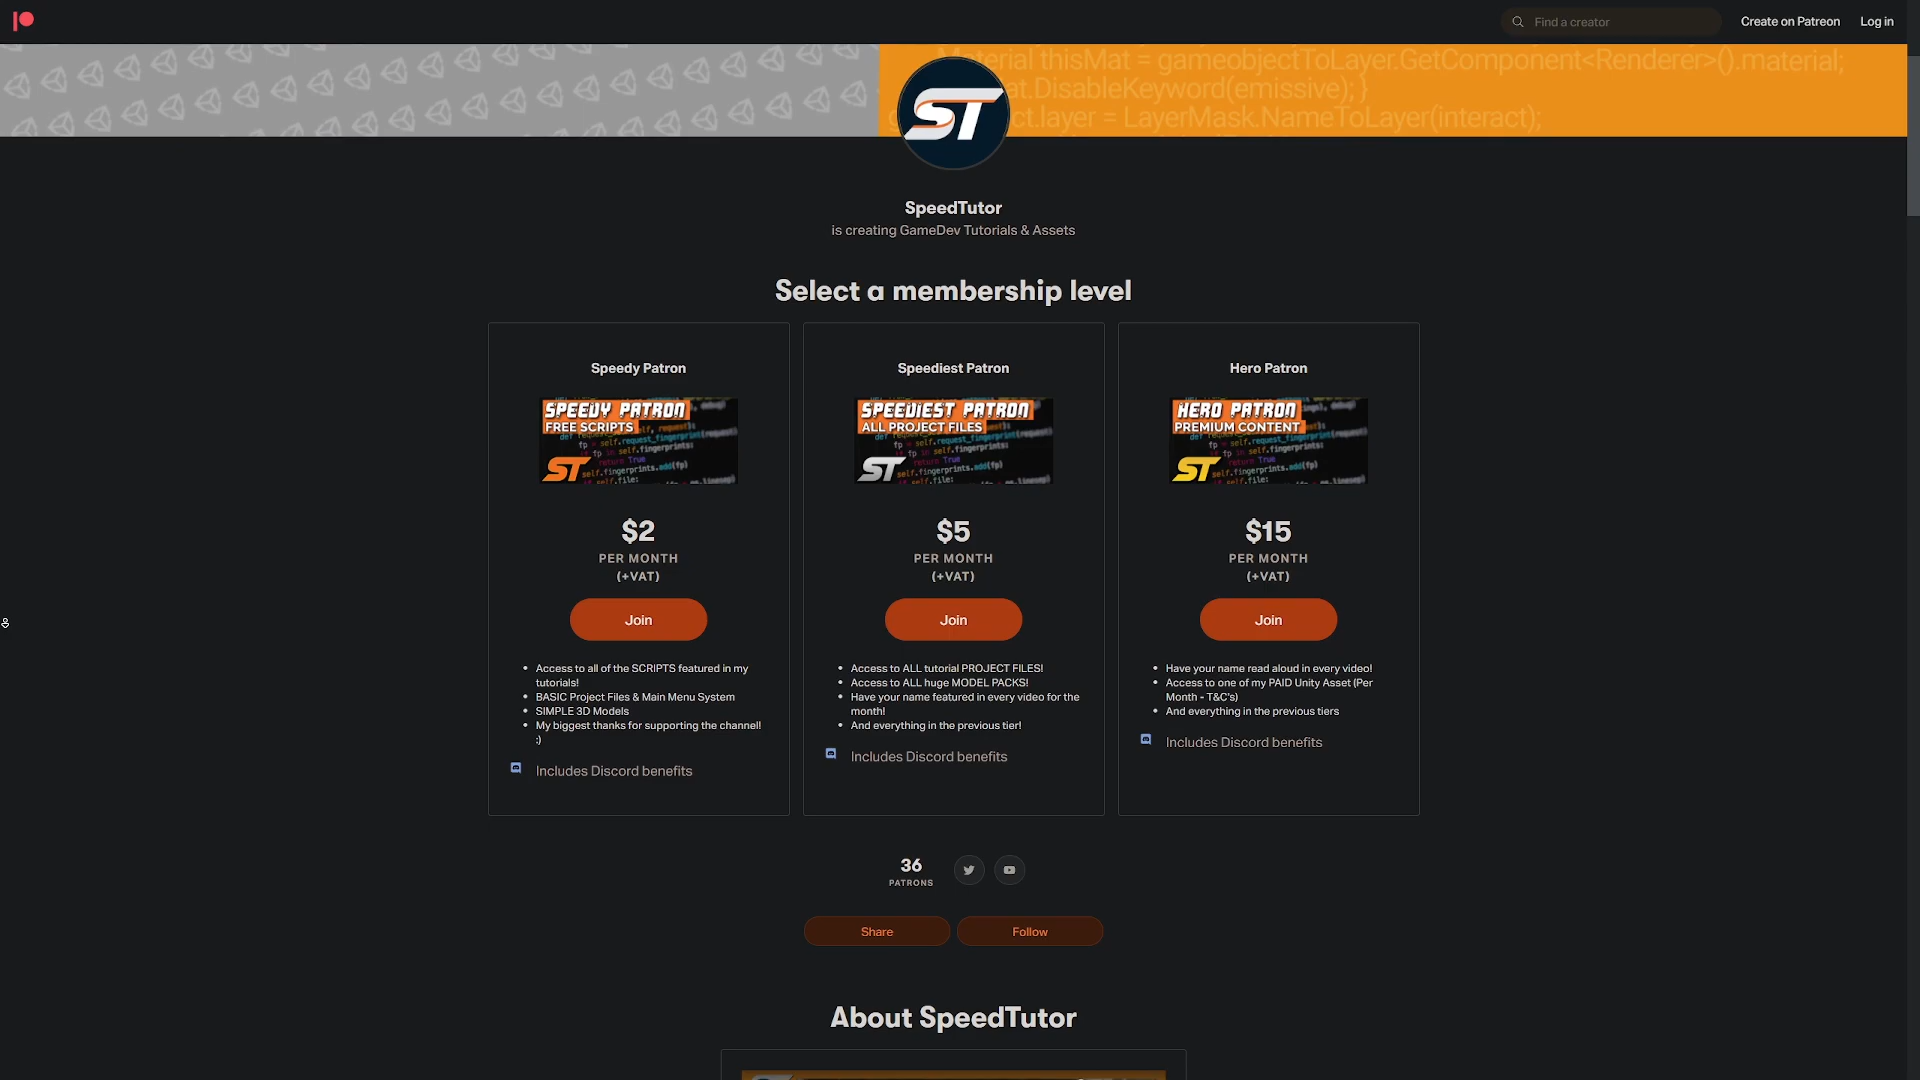 Find a creator
Create on Patreon
Log in
Material thisMat = gameobjectToLayer.GetComponent<Renderer>().material;
at.DisableKeyword(emissive); }
ct.layer = LayerMask.NameToLayer(interact);
ST
SpeedTutor
is creating GameDev Tutorials & Assets
Select a membership level
Speedy Patron
SPEEDY PATRON
FREE SCRIPTS
ST
$2
PER MONTH
(+VAT)
Join
• Access to all of the SCRIPTS featured in my
tutorials!
• BASIC Project Files & Main Menu System
• SIMPLE 3D Models
• My biggest thanks for supporting the channel!
;)
Includes Discord benefits
Speediest Patron
SPEEDIEST PATRON
ALL PROJECT FILES
ST
$5
PER MONTH
(+VAT)
Join
• Access to ALL tutorial PROJECT FILES!
• Access to ALL huge MODEL PACKS!
• Have your name featured in every video for the
month!
• And everything in the previous tier!
Includes Discord benefits
Hero Patron
HERO PATRON
PREMIUM CONTENT
ST
$15
PER MONTH
(+VAT)
Join
• Have your name read aloud in every video!
• Access to one of my PAID Unity Asset (Per
Month - T&C's)
• And everything in the previous tiers
Includes Discord benefits
36
PATRONS
Share
Follow
About SpeedTutor